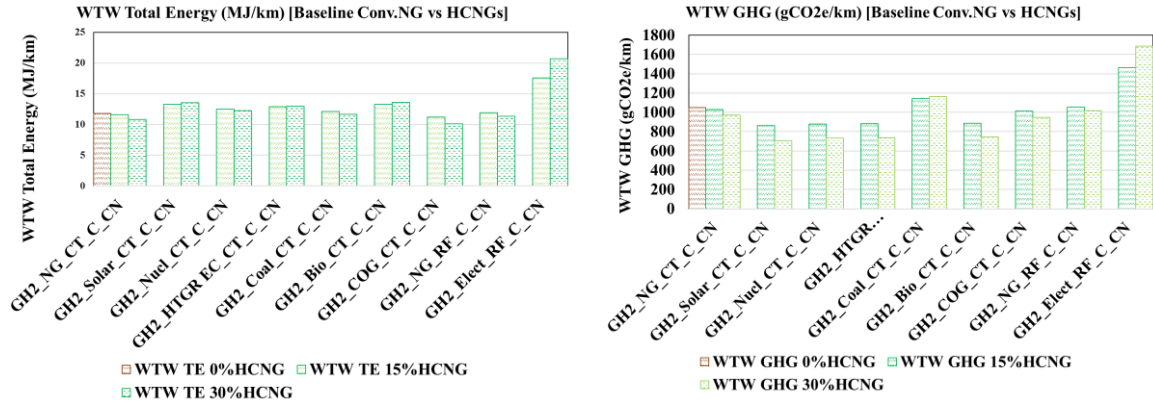 WTW Total Energy (MJ/km) [Baseline Conv.NG vs HCNGs]
WTW Total Energy (MJ/km)
25
20
15
10
5
0
GH2_NG_CT_C_CN
GH2_Solar_CT_C_CN
GH2_Nucl_CT_C_CN
GH2_HTGR EC_CT_C_CN
GH2_Coal_CT_C_CN
GH2_Bio_CT_C_CN
GH2_COG_CT_C_CN
GH2_NG_RF_C_CN
GH2_Elect_RF_C_CN
WTW TE 0%HCNG WTW TE 15%HCNG
WTW TE 30%HCNG
WTW GHG (gCO2e/km) [Baseline Conv.NG vs HCNGs]
WTW GHG (gCO2e/km)
1800
1600
1400
1200
1000
800
600
400
200
0
GH2_NG_CT_C_CN
GH2_Solar_CT_C_CN
GH2_Nucl_CT_C_CN
GH2_HTGR…
GH2_Coal_CT_C_CN
GH2_Bio_CT_C_CN
GH2_COG_CT_C_CN
GH2_NG_RF_C_CN
GH2_Elect_RF_C_CN
WTW GHG 0%HCNG WTW GHG 15%HCNG
WTW GHG 30%HCNG